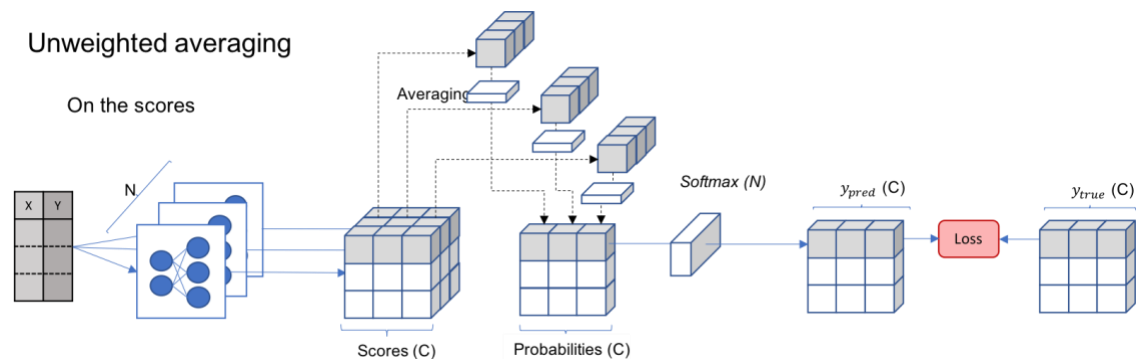 Unweighted averaging
On the scores
Averaging
N
X Y
Softmax (N)
y_pred (C)
y_true (C)
Loss
Scores (C)
Probabilities (C)